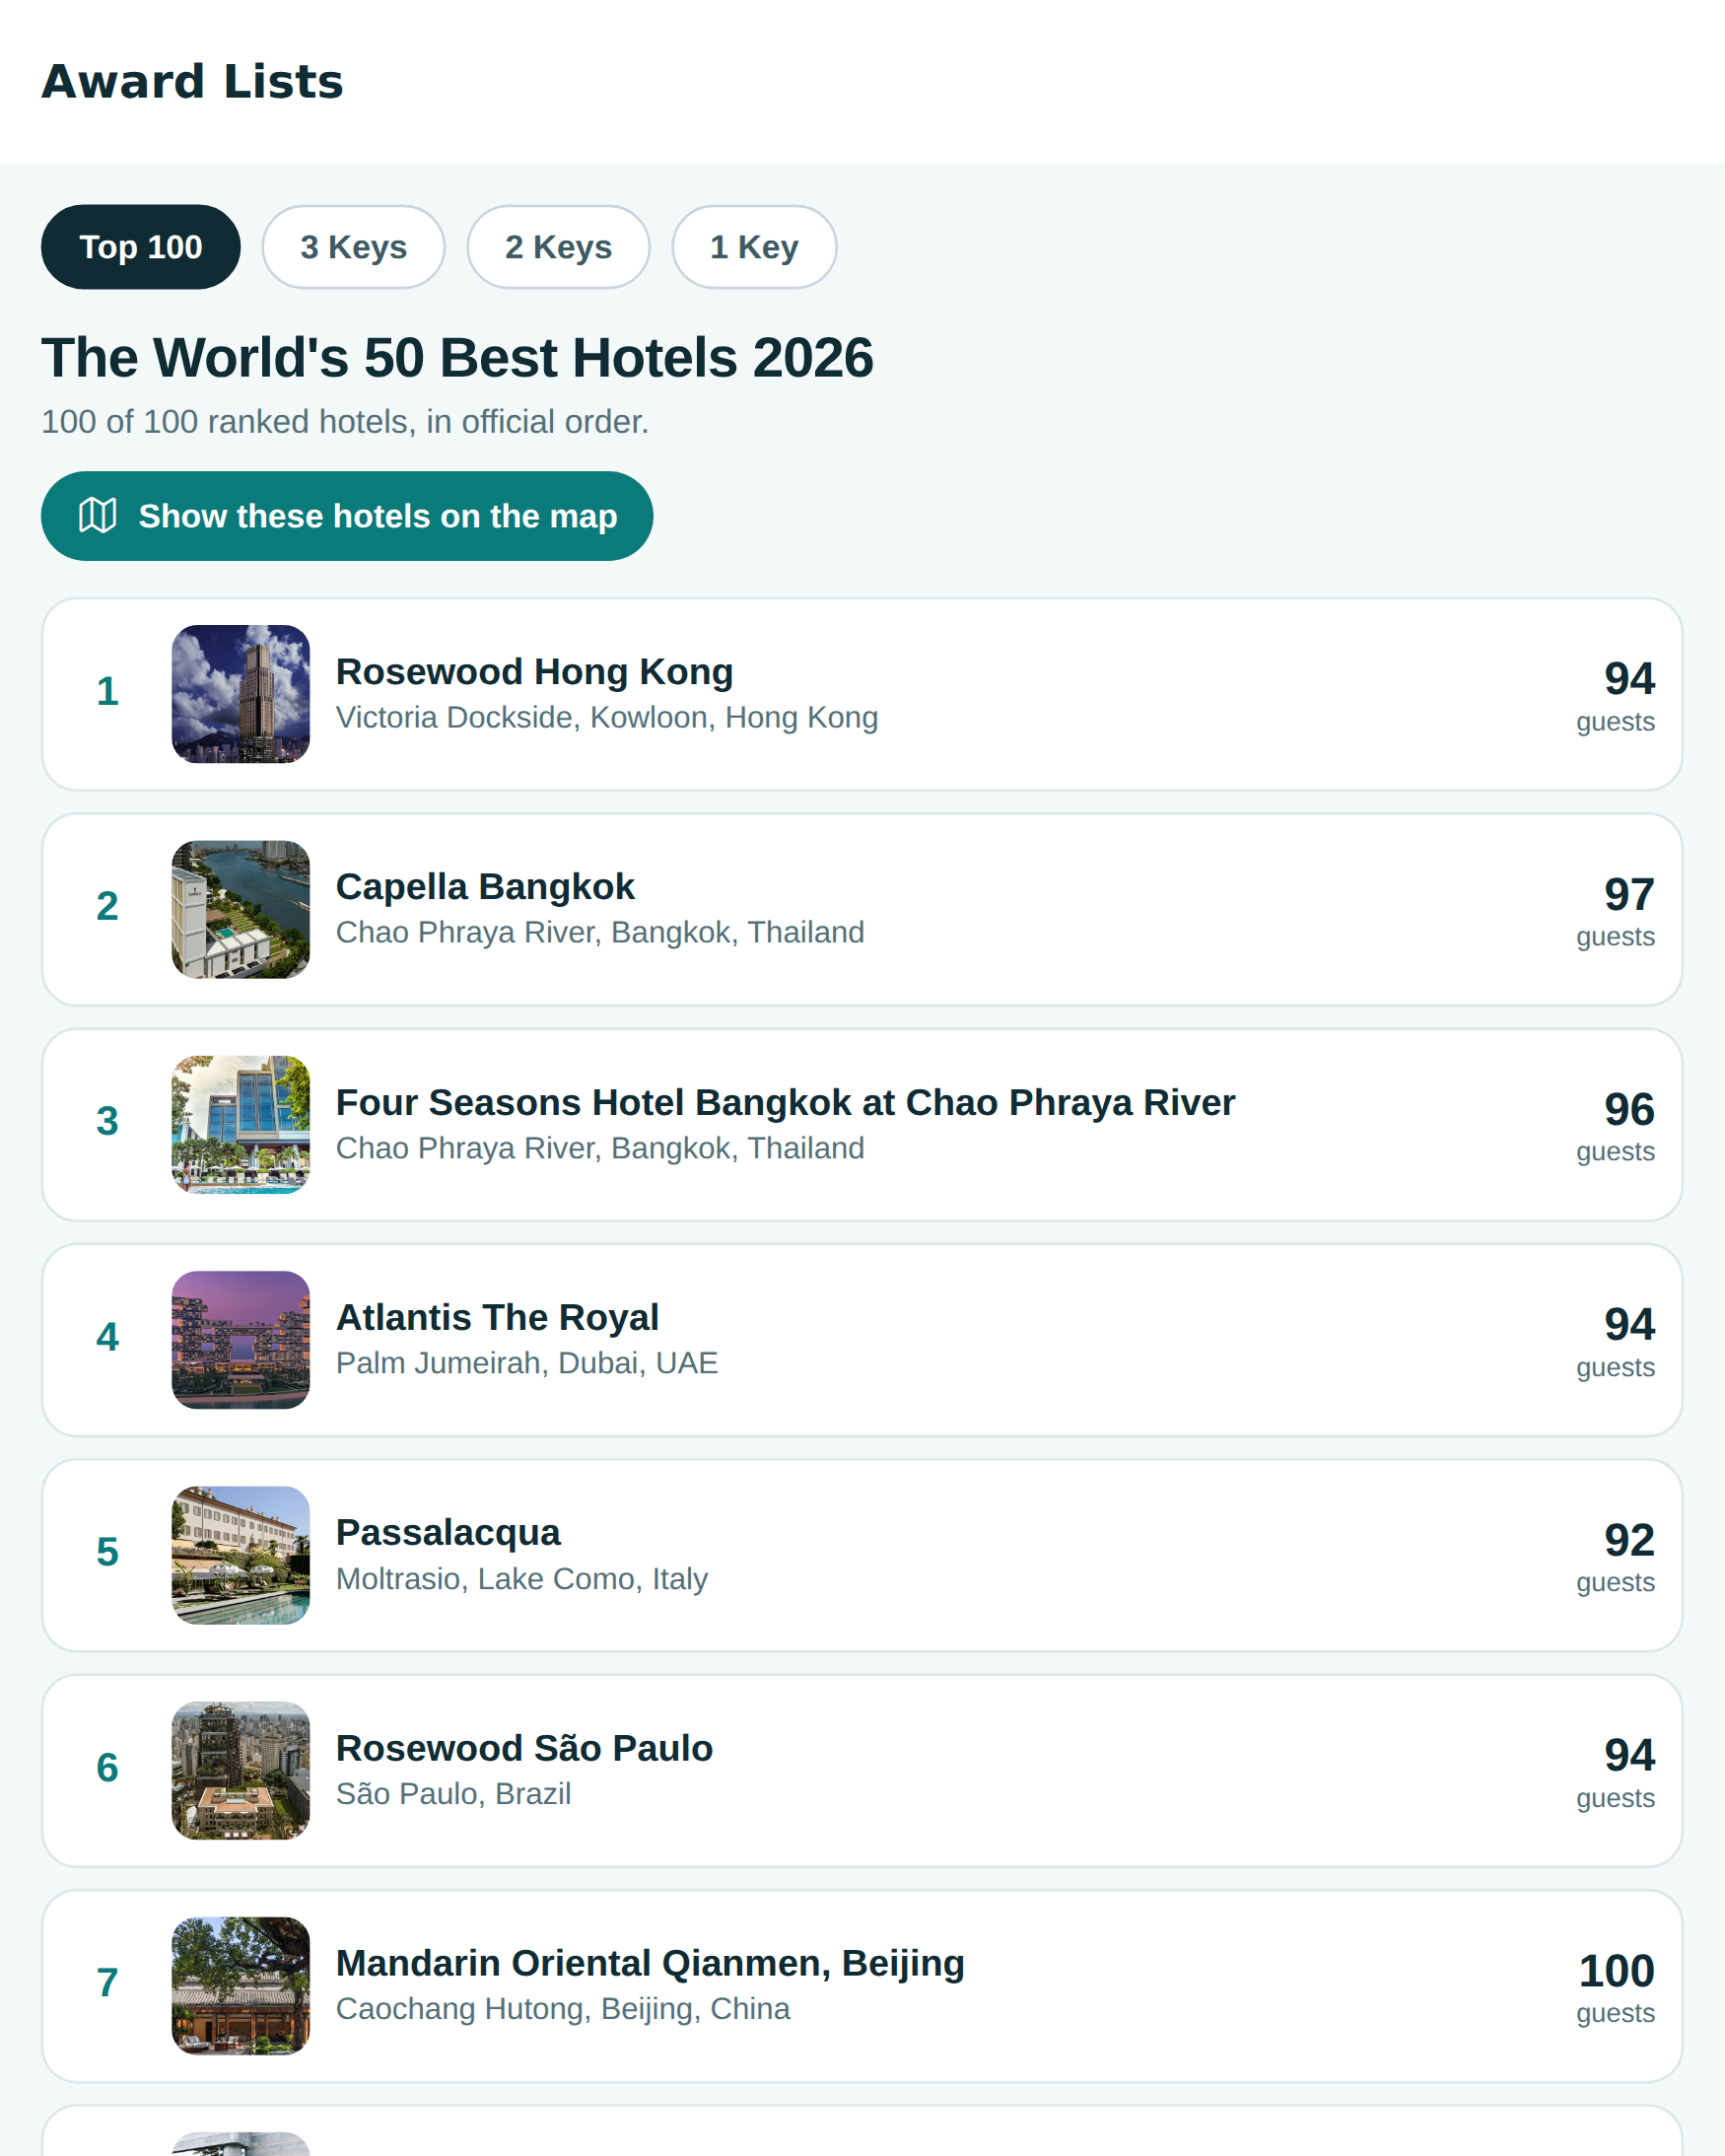 Award Lists
Top 100
3 Keys
2 Keys
1 Key
The World's 50 Best Hotels 2026
100 of 100 ranked hotels, in official order.
Show these hotels on the map
1
Rosewood Hong Kong
Victoria Dockside, Kowloon, Hong Kong
94
guests
2
Capella Bangkok
Chao Phraya River, Bangkok, Thailand
97
guests
3
Four Seasons Hotel Bangkok at Chao Phraya River
Chao Phraya River, Bangkok, Thailand
96
guests
4
Atlantis The Royal
Palm Jumeirah, Dubai, UAE
94
guests
5
Passalacqua
Moltrasio, Lake Como, Italy
92
guests
6
Rosewood São Paulo
São Paulo, Brazil
94
guests
7
Mandarin Oriental Qianmen, Beijing
Caochang Hutong, Beijing, China
100
guests